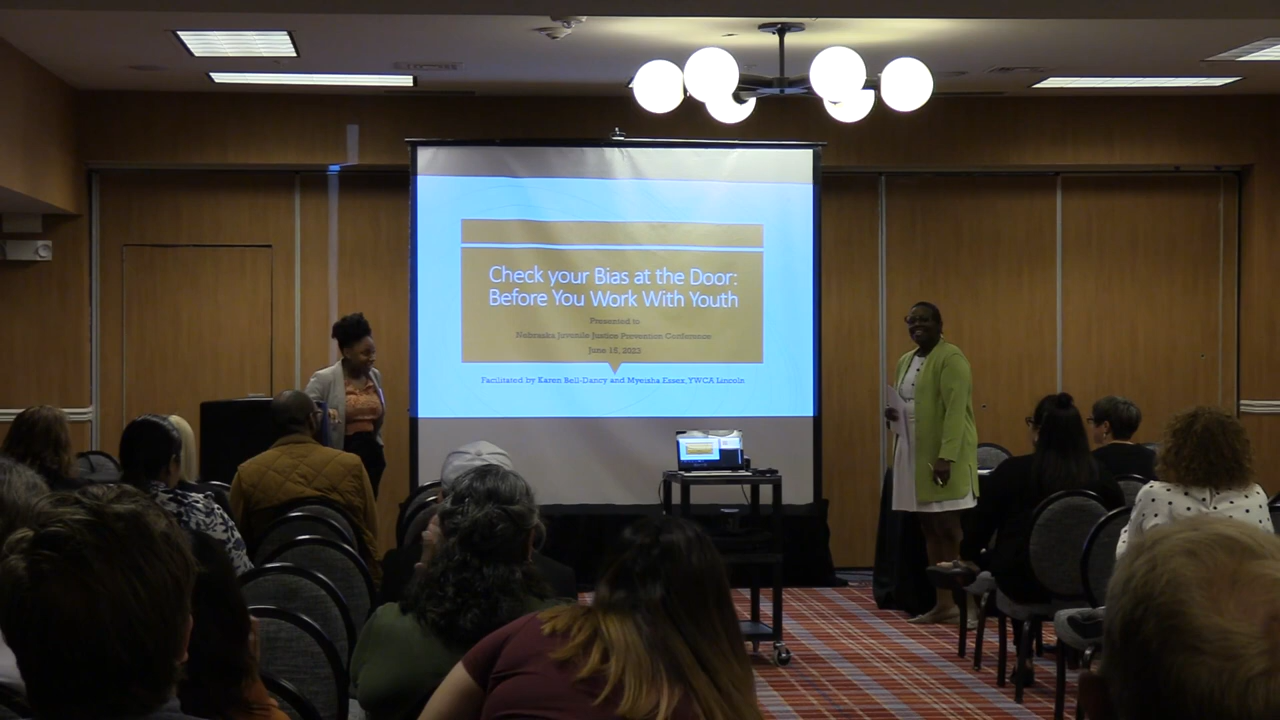 Check your Bias at the Door:
Before You Work With Youth
Presented to
Nebraska Juvenile Justice Prevention Conference
June 15, 2023
Facilitated by Karen Bell-Dancy and Myeisha Essex, YWCA Lincoln